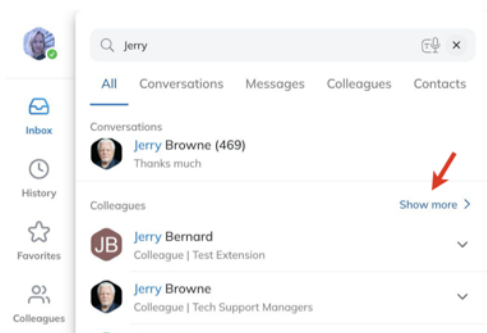 Jerry
All Conversations Messages Colleagues Contacts
Inbox
History
Favorites
Colleagues
Conversations
Jerry Browne (469)
Thanks much
Colleagues Show more >
JB
Jerry Bernard
Colleague | Test Extension
Jerry Browne
Colleague | Tech Support Managers